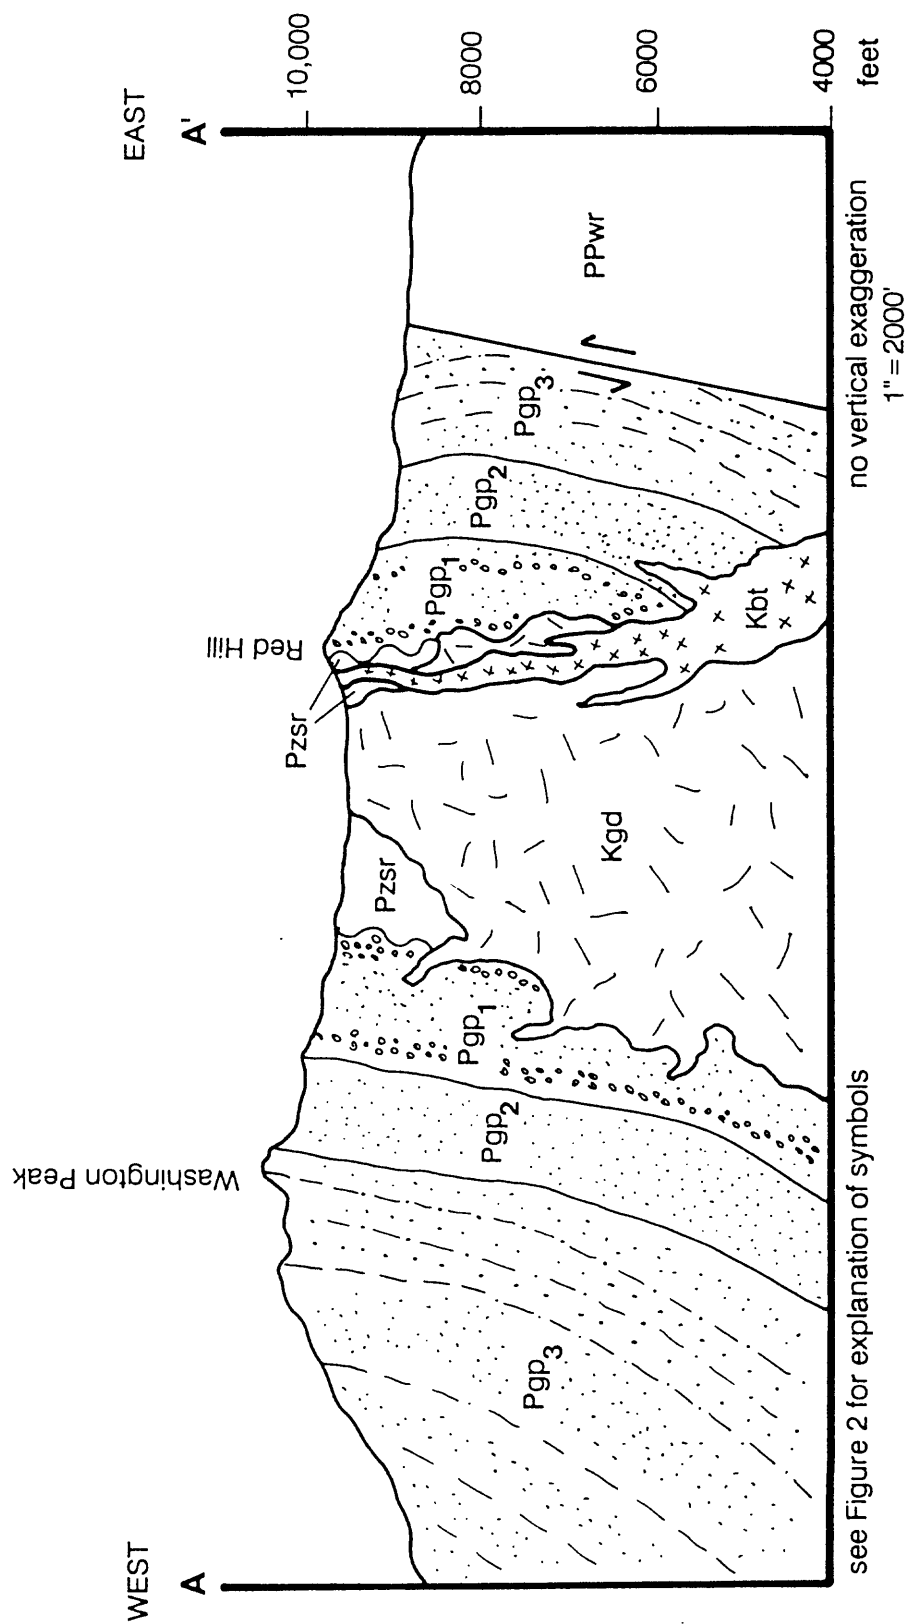 WEST
EAST
A
A'
Washington Peak
Red Hill
Pzsr
Pzsr
10,000
8000
6000
4000
feet
Pgp3
Pgp2
Pgp1
Kgd
Kbt
Pgp1
Pgp2
Pgp3
PPwr
see Figure 2 for explanation of symbols
no vertical exaggeration
1" = 2000'